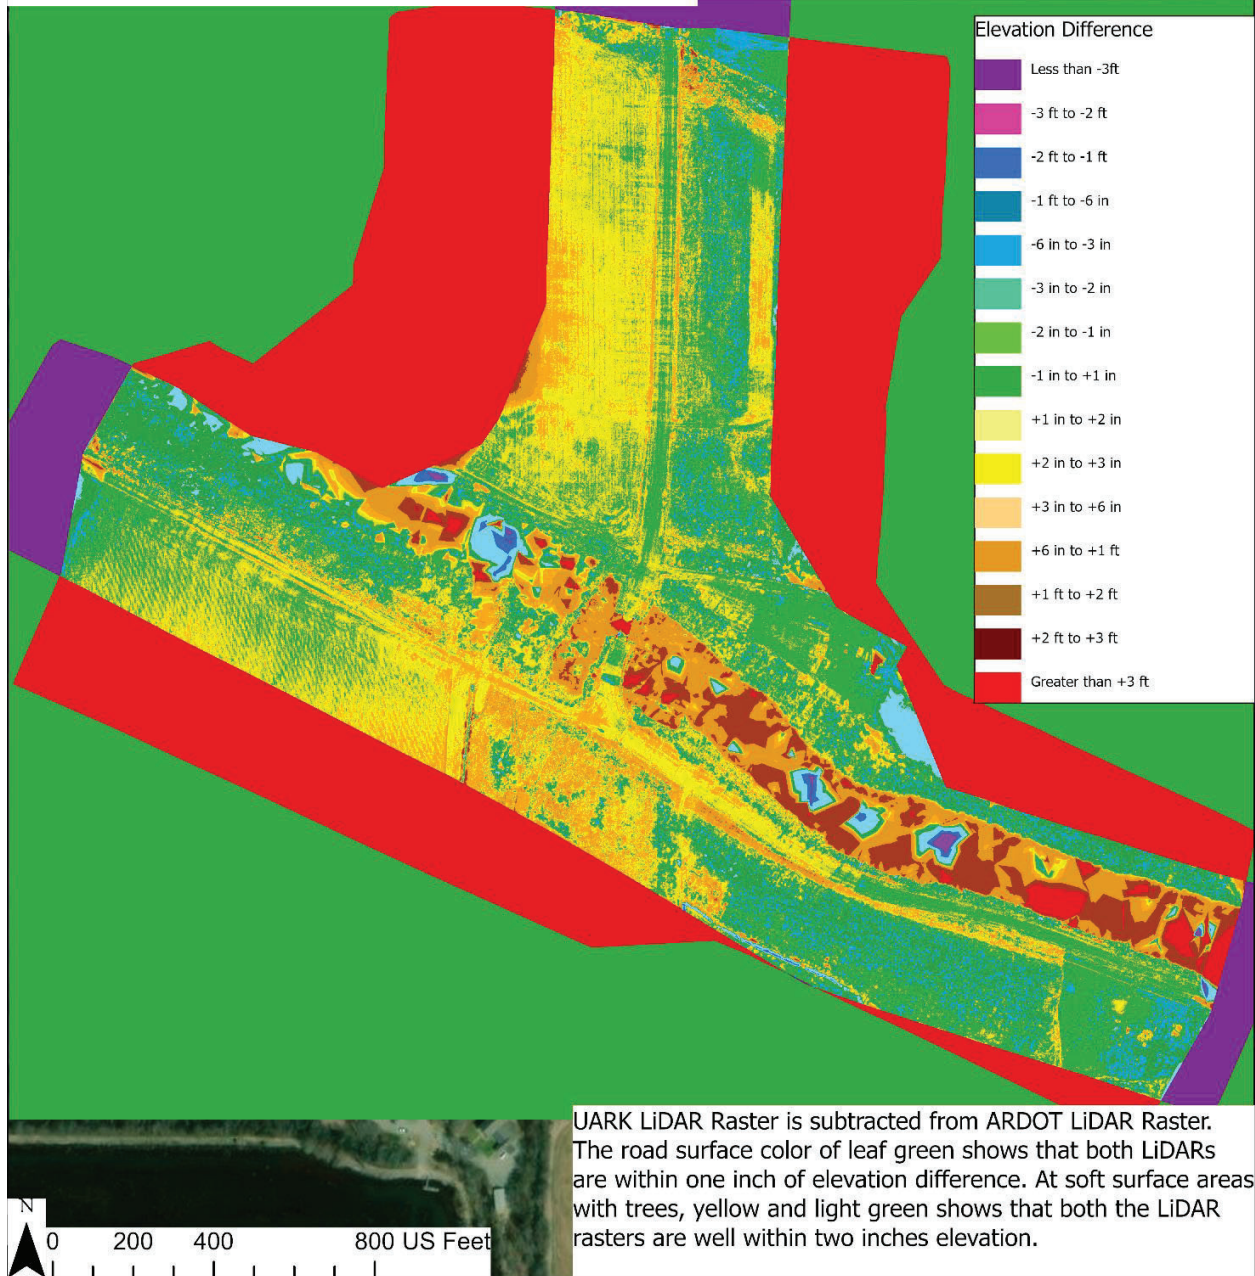 Elevation Difference
Less than -3ft
-3 ft to -2 ft
-2 ft to -1 ft
-1 ft to -6 in
-6 in to -3 in
-3 in to -2 in
-2 in to -1 in
-1 in to +1 in
+1 in to +2 in
+2 in to +3 in
+3 in to +6 in
+6 in to +1 ft
+1 ft to +2 ft
+2 ft to +3 ft
Greater than +3 ft
UARK LiDAR Raster is subtracted from ARDOT LiDAR Raster.
The road surface color of leaf green shows that both LiDARs
are within one inch of elevation difference. At soft surface areas
with trees, yellow and light green shows that both the LiDAR
rasters are well within two inches elevation.
N
0 200 400 800 US Feet